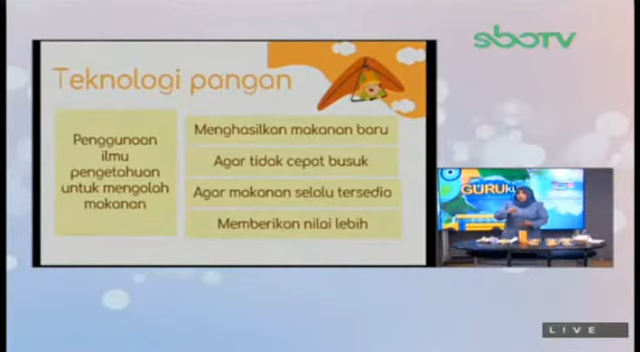 sboTV
Teknologi pangan
Penggunaan
ilmu
pengetahuan
untuk mengolah
makanan
Menghasilkan makanan baru
Agar tidak cepat busuk
Agar makanan selalu tersedia
Memberikan nilai lebih
GURUku
LIVE